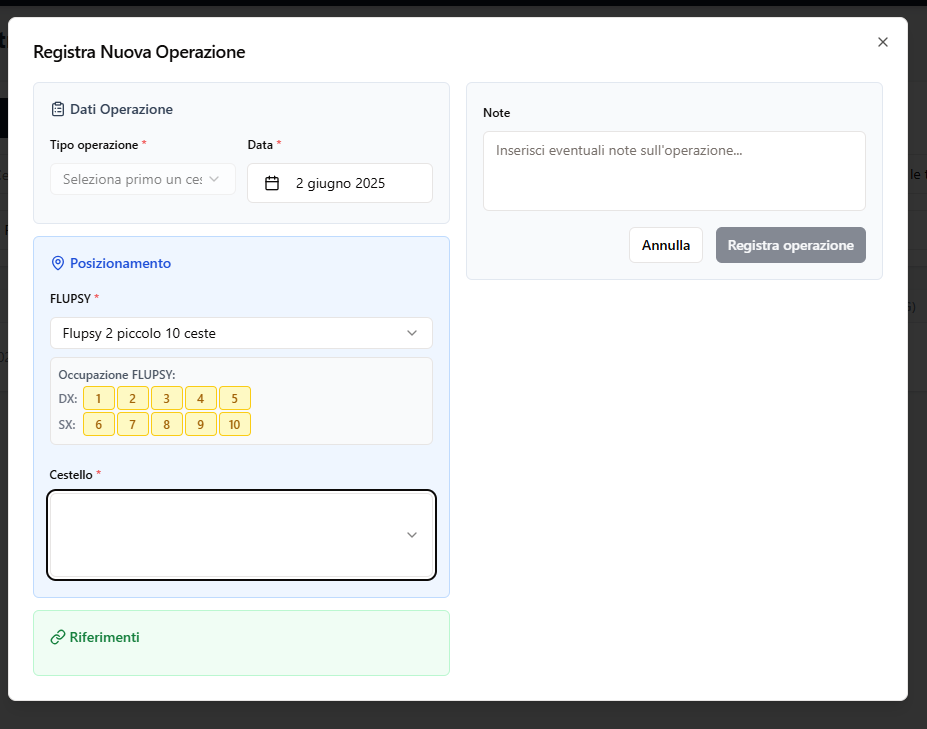 Registra Nuova Operazione
Dati Operazione
Tipo operazione *
Data *
Seleziona primo un ces
2 giugno 2025
Posizionamento
FLUPSY *
Flupsy 2 piccolo 10 ceste
Occupazione FLUPSY:
DX: 1 2 3 4 5
SX: 6 7 8 9 10
Cestello *
Riferimenti
Note
Inserisci eventuali note sull'operazione...
Annulla
Registra operazione